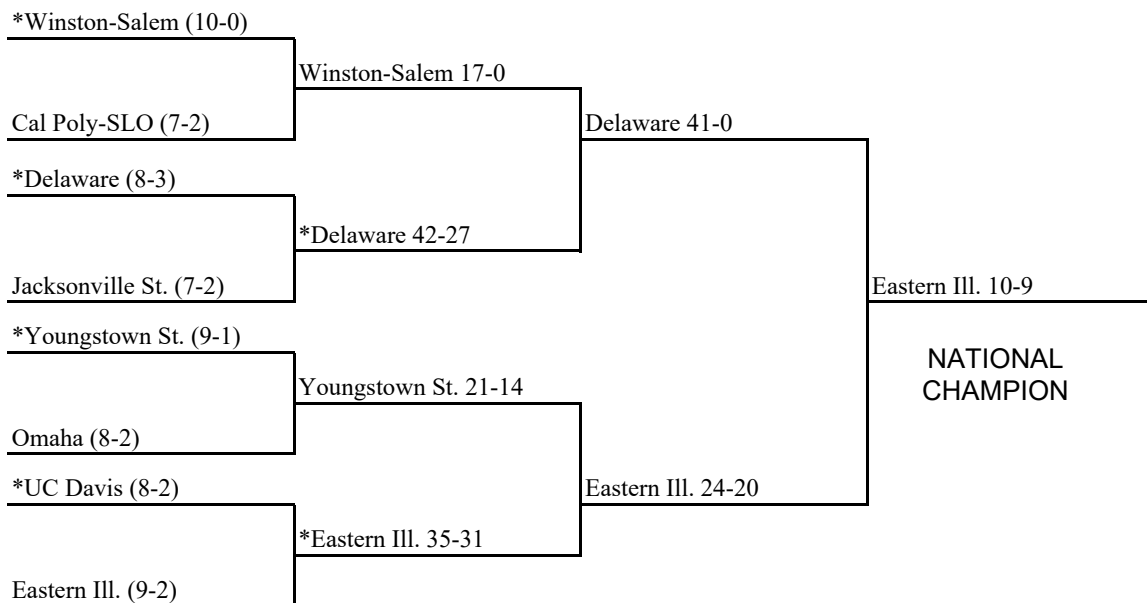 *Winston-Salem (10-0)
Winston-Salem 17-0
Cal Poly-SLO (7-2)
Delaware 41-0
*Delaware (8-3)
*Delaware 42-27
Jacksonville St. (7-2)
Eastern Ill. 10-9
*Youngstown St. (9-1)
NATIONAL
CHAMPION
Youngstown St. 21-14
Omaha (8-2)
*UC Davis (8-2)
Eastern Ill. 24-20
*Eastern Ill. 35-31
Eastern Ill. (9-2)